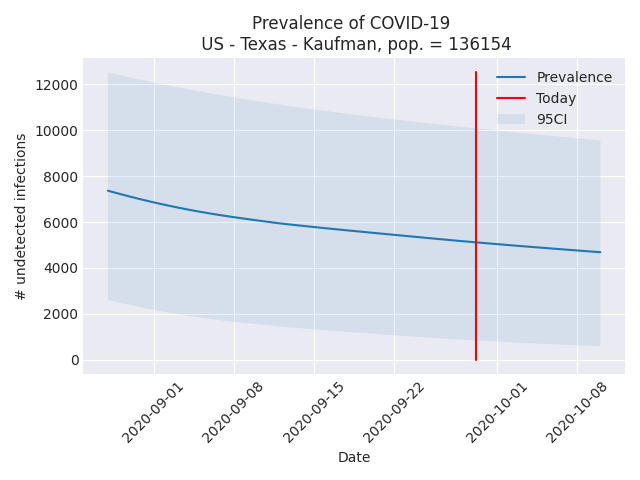 Prevalence of COVID-19
US - Texas - Kaufman, pop. = 136154
Prevalence
Today
95CI
# undetected infections
12000
10000
8000
6000
4000
2000
0
2020-09-01
2020-09-08
2020-09-15
2020-09-22
2020-10-01
2020-10-08
Date